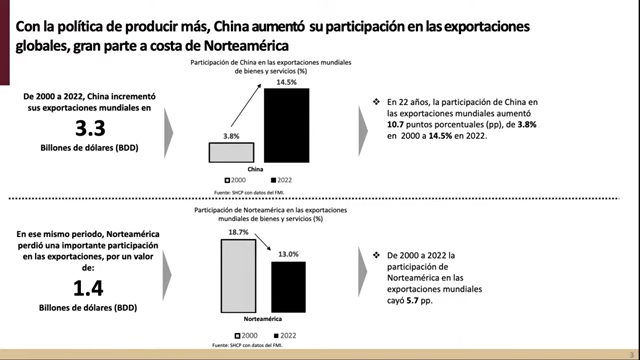 Con la política de producir más, China aumentó su participación en las exportaciones
globales, gran parte a costa de Norteamérica
Participación de China en las exportaciones mundiales
de bienes y servicios (%)
De 2000 a 2022, China incrementó
sus exportaciones mundiales en
3.3
Billones de dólares (BDD)
14.5%
3.8%
China
2000 2022
Fuente: SHCP con datos del FMI.
En 22 años, la participación de China en
las exportaciones mundiales aumentó
10.7 puntos porcentuales (pp), de 3.8%
en 2000 a 14.5% en 2022.
Participación de Norteamérica en las exportaciones
mundiales de bienes y servicios (%)
En ese mismo periodo, Norteamérica
perdió una importante participación
en las exportaciones, por un valor
de:
1.4
Billones de dólares (BDD)
18.7%
13.0%
Norteamérica
2000 2022
Fuente: SHCP con datos del FMI.
De 2000 a 2022 la
participación de
Norteamérica en las
exportaciones mundiales
cayó 5.7 pp.
3